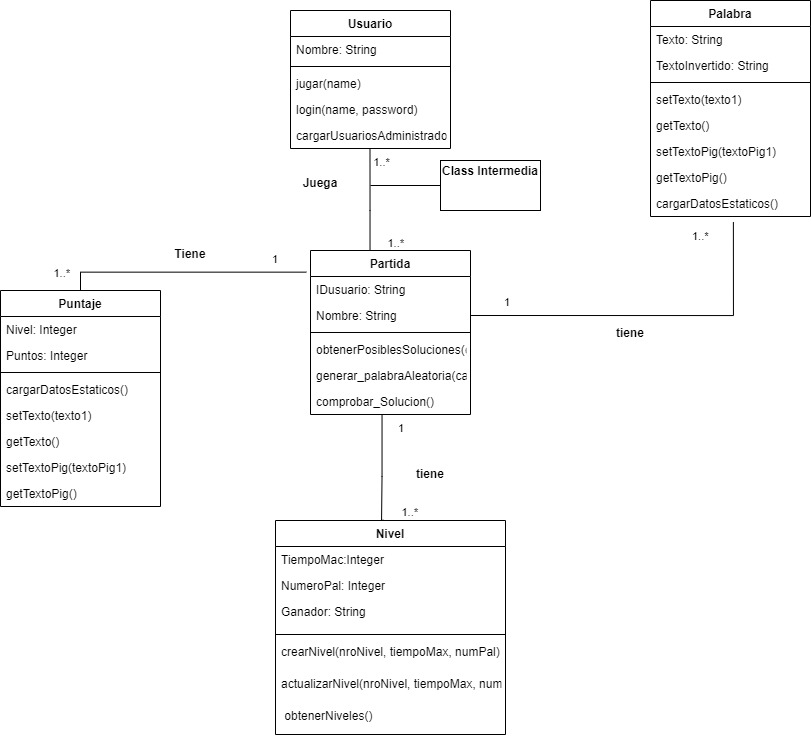 Usuario
Nombre: String
jugar(name)
login(name, password)
cargarUsuariosAdministrado
Palabra
Texto: String
TextoInvertido: String
setTexto(texto1)
getTexto()
setTextoPig(textoPig1)
getTextoPig()
cargarDatosEstaticos()
1..*
Juega
Class Intermedia
1..*
1..*
Tiene
1
1..*
Partida
IDusuario: String
Nombre: String
obtenerPosiblesSoluciones(
generar_palabraAleatoria(ca
comprobar_Solucion()
1
tiene
Puntaje
Nivel: Integer
Puntos: Integer
cargarDatosEstaticos()
setTexto(texto1)
getTexto()
setTextoPig(textoPig1)
getTextoPig()
1
tiene
1..*
Nivel
TiempoMac:Integer
NumeroPal: Integer
Ganador: String
crearNivel(nroNivel, tiempoMax, numPal)
actualizarNivel(nroNivel, tiempoMax, num
obtenerNiveles()